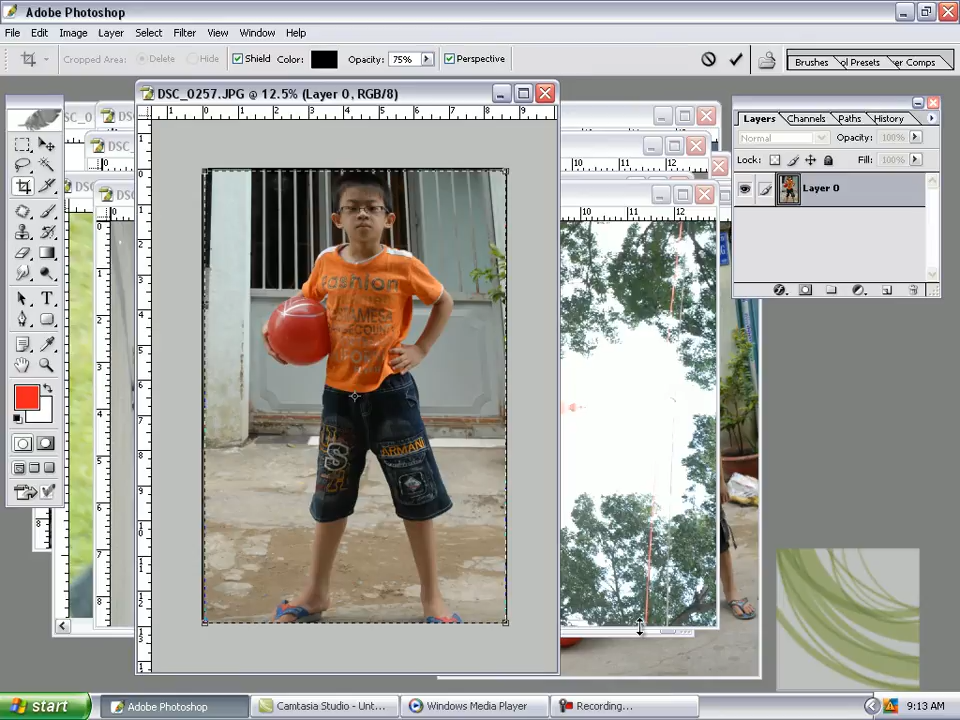 Adobe Photoshop
File Edit Image Layer Select Filter View Window Help
Cropped Area: Delete Hide Shield Color: Opacity: 75% Perspective
Brushes ol Presets er Comps
DSC_0257.JPG @ 12.5% (Layer 0, RGB/8)
Layers Channels Paths History
Normal Opacity: 100%
Lock: Fill: 100%
Layer 0
Fashion
ARMANI
start Adobe Photoshop Camtasia Studio - Unt... Windows Media Player Recording... 9:13 AM